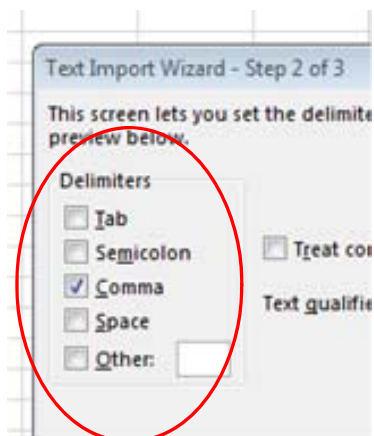 Text Import Wizard - Step 2 of 3
This screen lets you set the delimite
preview below.
Delimiters
Tab
Semicolon
Treat con
Comma
Text qualifie
Space
Other: